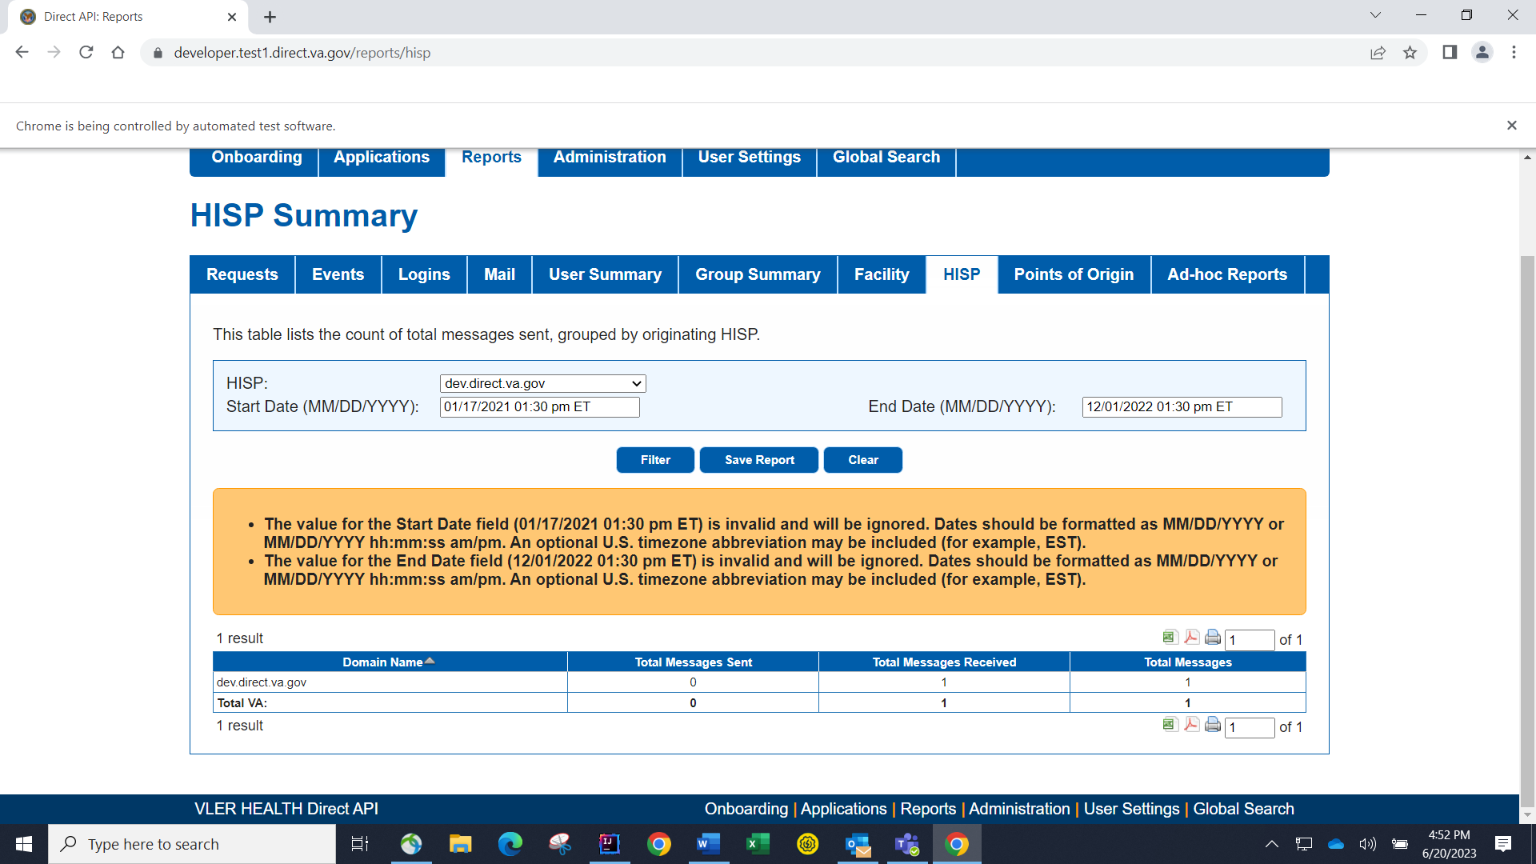 Direct API: Reports
developer.test1.direct.va.gov/reports/hisp
Chrome is being controlled by automated test software.
Onboarding Applications Reports Administration User Settings Global Search
HISP Summary
Requests Events Logins Mail User Summary Group Summary Facility HISP Points of Origin Ad-hoc Reports
This table lists the count of total messages sent, grouped by originating HISP.
HISP: dev.direct.va.gov
Start Date (MM/DD/YYYY): 01/17/2021 01:30 pm ET End Date (MM/DD/YYYY): 12/01/2022 01:30 pm ET
Filter Save Report Clear
• The value for the Start Date field (01/17/2021 01:30 pm ET) is invalid and will be ignored. Dates should be formatted as MM/DD/YYYY or
MM/DD/YYYY hh:mm:ss am/pm. An optional U.S. timezone abbreviation may be included (for example, EST).
• The value for the End Date field (12/01/2022 01:30 pm ET) is invalid and will be ignored. Dates should be formatted as MM/DD/YYYY or
MM/DD/YYYY hh:mm:ss am/pm. An optional U.S. timezone abbreviation may be included (for example, EST).
1 result 1 of 1
Domain Name Total Messages Sent Total Messages Received Total Messages
dev.direct.va.gov 0 1 1
Total VA: 0 1 1
1 result 1 of 1
VLER HEALTH Direct API Onboarding | Applications | Reports | Administration | User Settings | Global Search
Type here to search
4:52 PM
6/20/2023